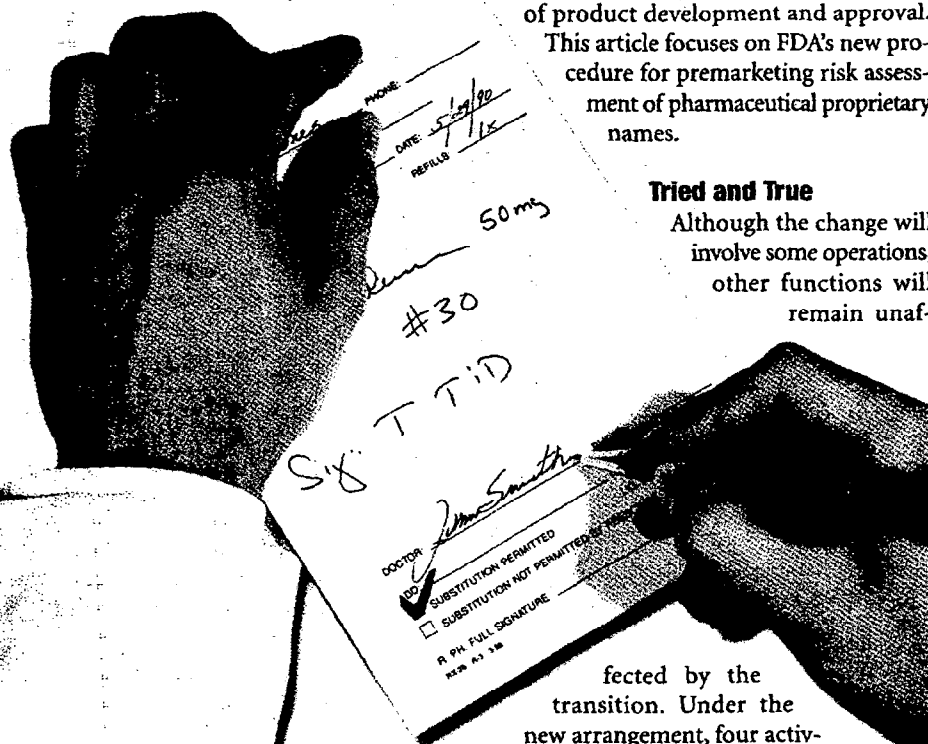 of product development and approval.
This article focuses on FDA's new pro-
cedure for premarketing risk assess-
ment of pharmaceutical proprietary
names.
Tried and True
Although the change will
involve some operations,
other functions will
remain unaf-
fected by the
transition. Under the
new arrangement, four activ-
PHONE:
DATE:
REFILLS 1x
50 mg
#30
Sig: T TiD
DOCTOR John Smith
SUBSTITUTION PERMITTED
SUBSTITUTION NOT PERMITTED BY
R PH. FULL SIGNATURE